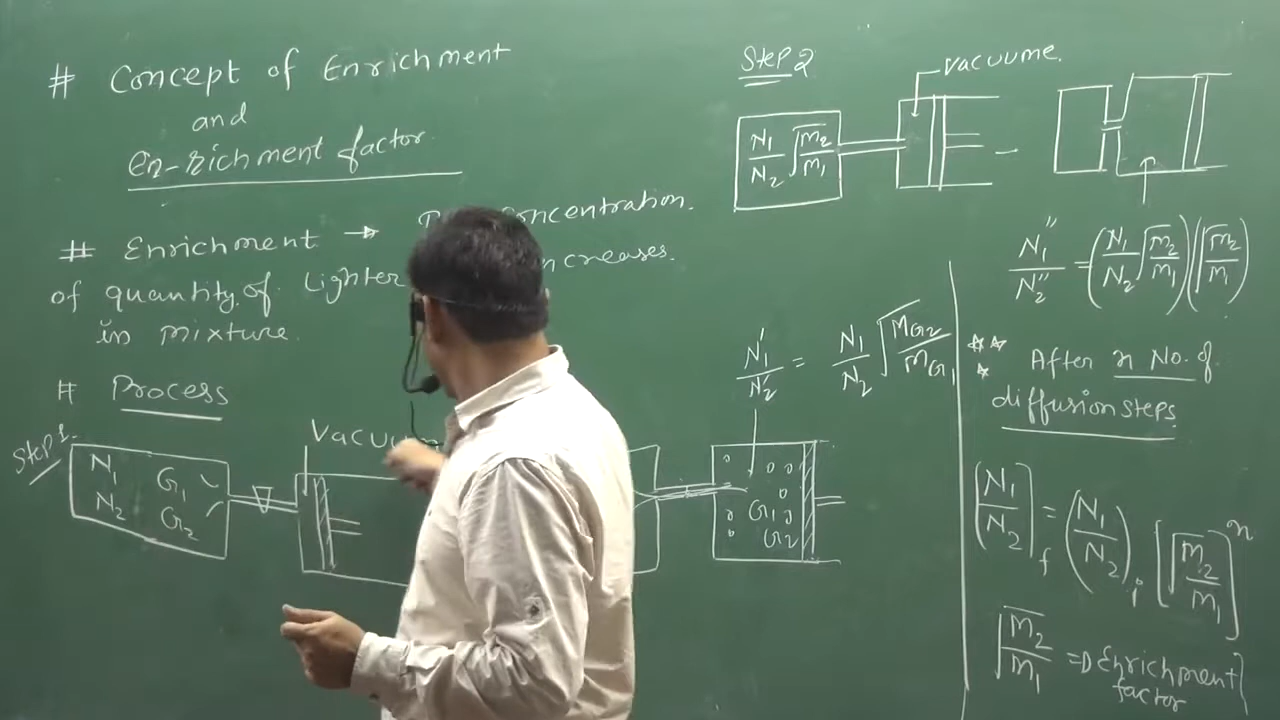 # Concept of Enrichment
and
en-richment factor
# Enrichment → Concentration.
of quantity of Lighter increases.
in mixture.
# Process
Step 1
N1 G1
N2 G2
Vacuum
G1
G2
N1'/N2' = N1/N2 √MG2/MG1
Step 2
Vacuume.
N1/N2 √m2/m1
N1''/N2'' = (N1/N2 √m2/m1)(√m2/m1)
After n No. of
diffusion steps
[N1/N2]f = (N1/N2)i [√m2/m1]^n
√m2/m1 ⇒ Enrichment
factor